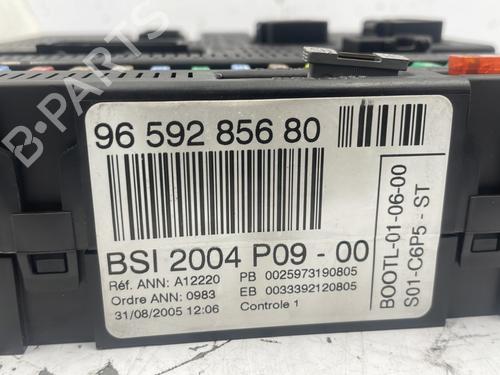 96 592 856 80
BSI 2004 P09 - 00
Réf. ANN: A12220 PB 0025973190805
Ordre ANN: 0983 EB 0033392120805
31/08/2005 12:06 Controle 1
BOOTL-01-06-00
S01-C6P5 - ST